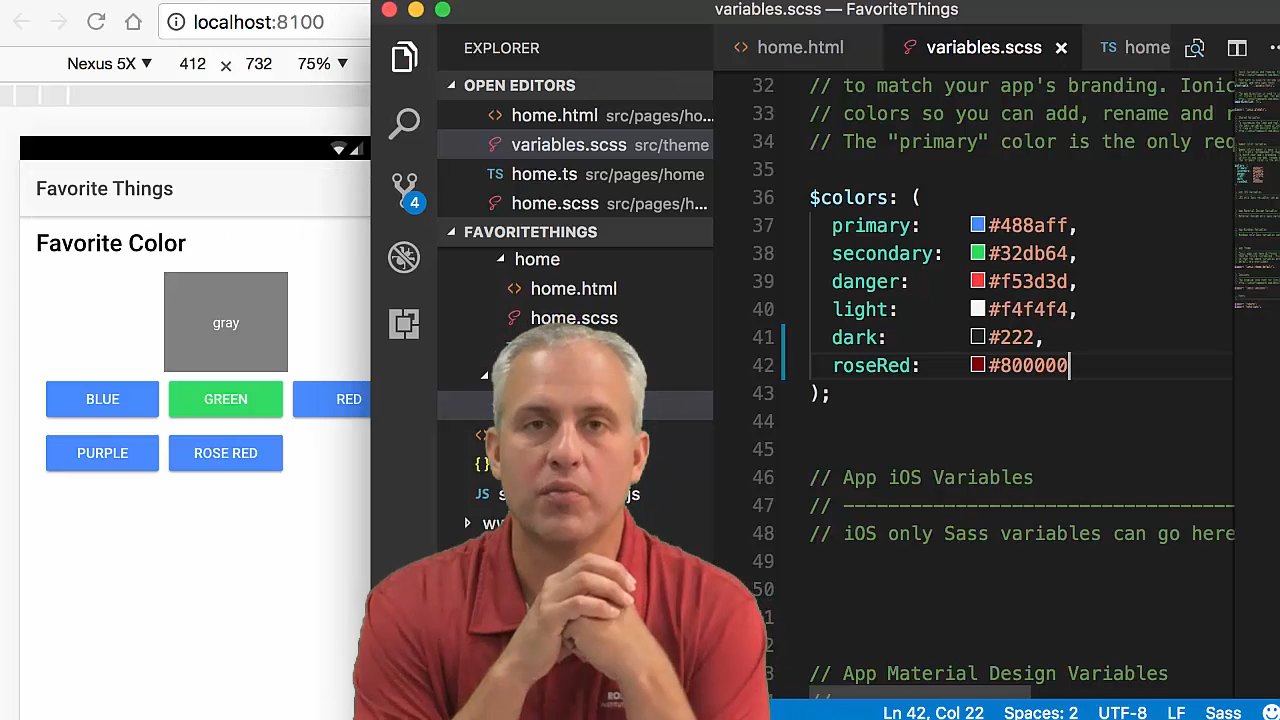 localhost:8100
Nexus 5X ▼ 412 × 732 75% ▼
Favorite Things
Favorite Color
gray
BLUE GREEN RED
PURPLE ROSE RED
variables.scss — FavoriteThings
EXPLORER
OPEN EDITORS
<> home.html src/pages/ho...
variables.scss src/theme
TS home.ts src/pages/home
home.scss src/pages/h...
4
FAVORITETHINGS
home
<> home.html
home.scss
{}
JS s js
ww
<> home.html variables.scss × TS home
32 // to match your app's branding. Ionic
33 // colors so you can add, rename and r
34 // The "primary" color is the only req
35
36 $colors: (
37 primary: #488aff,
38 secondary: #32db64,
39 danger: #f53d3d,
40 light: #f4f4f4,
41 dark: #222,
42 roseRed: #800000
43 );
44
45
46 // App iOS Variables
47 // -----------------------------------
48 // iOS only Sass variables can go here
49
50
// App Material Design Variables
//
Ln 42, Col 22 Spaces: 2 UTF-8 LF Sass